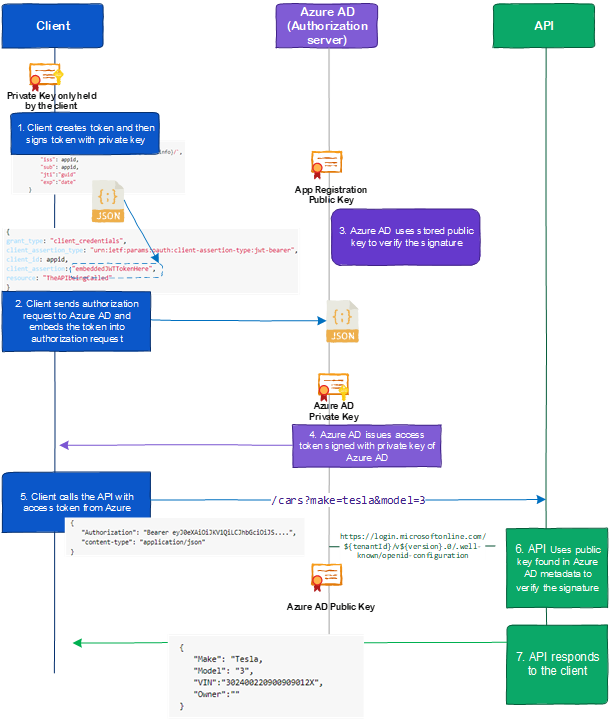 Client
Azure AD
(Authorization
server)
API
Private Key only held
by the client
1. Client creates token and then
signs token with private key
"iss": appid,
"sub": appid,
"jti":"guid"
"exp":"data"
}
JSON
App Registration
Public Key
3. Azure AD uses stored public
key to verify the signature
{
grant_type: "client_credentials",
client_assertion_type: "urn:ietf:params:oauth:client-assertion-type:jwt-bearer",
client_id: appid,
client_assertion:"embeddedJWTTokenHere",
resource: "TheAPIBeingCalled"
}
2. Client sends authorization
request to Azure AD and
embeds the token into
authorization request
JSON
Azure AD
Private Key
4. Azure AD issues access
token signed with private key of
Azure AD
5. Client calls the API with
access token from Azure
/cars?make=tesla&model=3
{
"Authorization": "Bearer eyJ0eXAiOiJKV1QiLCJhbGciOiJS....",
"content-type": "application/json"
}
https://login.microsoftonline.com/
${tenantId}/v${version}.0/.well-
known/openid-configuration
6. API Uses public
key found in Azure
AD metadata to
verify the signature
Azure AD Public Key
{
"Make": "Tesla,
"Model": "3",
"VIN":"302400220900909012X",
"Owner":""
}
7. API responds
to the client